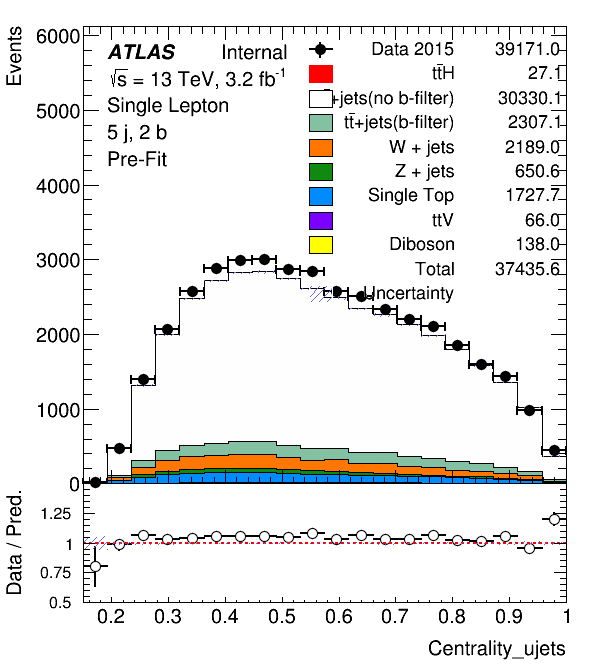 Events
6000
5000
4000
3000
2000
1000
0
ATLAS Internal
√s = 13 TeV, 3.2 fb⁻¹
Single Lepton
5 j, 2 b
Pre-Fit
Data 2015 39171.0
tt̄H 27.1
+jets(no b-filter) 30330.1
tt̄+jets(b-filter) 2307.1
W + jets 2189.0
Z + jets 650.6
Single Top 1727.7
ttV 66.0
Diboson 138.0
Total 37435.6
Uncertainty
Data / Pred.
1.25
1
0.75
0.5
0.2 0.3 0.4 0.5 0.6 0.7 0.8 0.9 1
Centrality_ujets